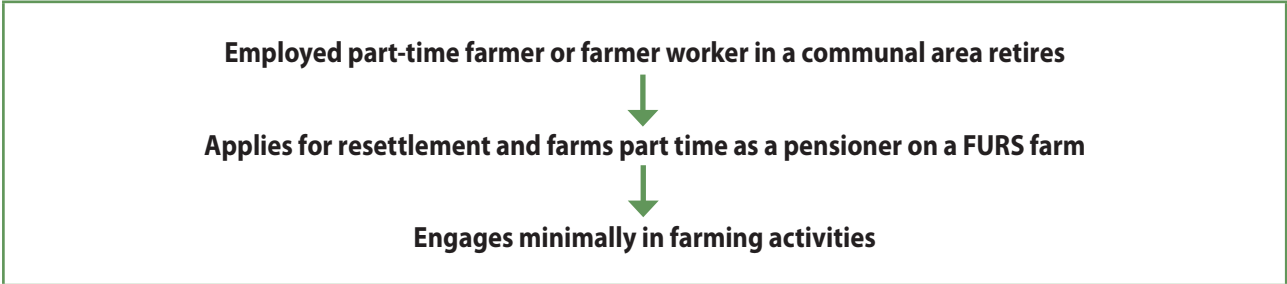 Employed part-time farmer or farmer worker in a communal area retires
Applies for resettlement and farms part time as a pensioner on a FURS farm
Engages minimally in farming activities